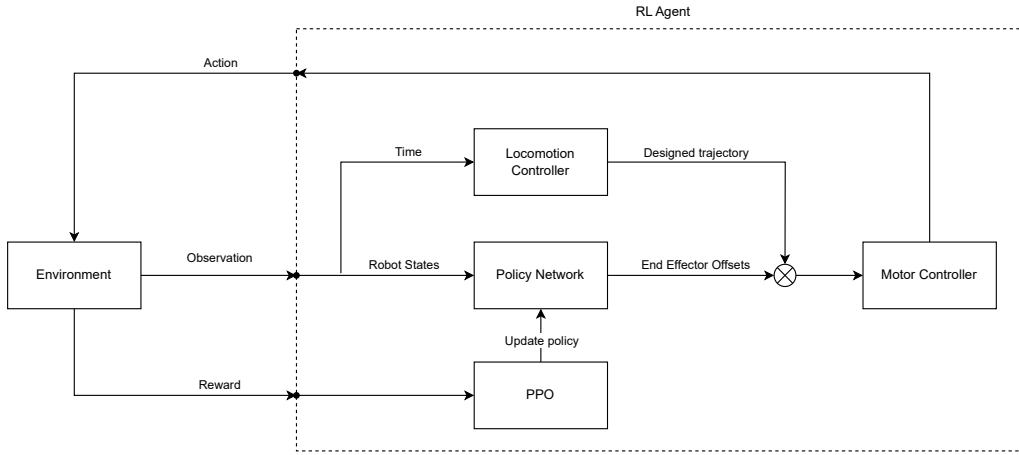 RL Agent
Action
Time
Locomotion
Controller
Designed trajectory
Environment
Observation
Robot States
Policy Network
End Effector Offsets
Motor Controller
Update policy
Reward
PPO